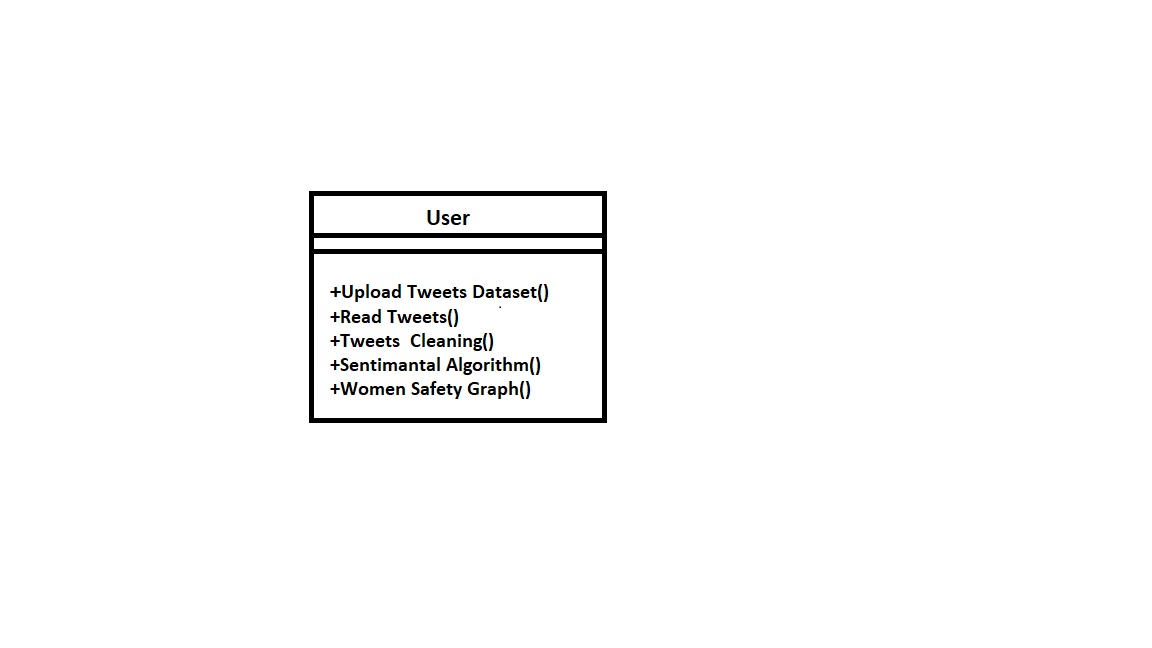 User
+Upload Tweets Dataset()
+Read Tweets()
+Tweets  Cleaning()
+Sentimantal Algorithm()
+Women Safety Graph()